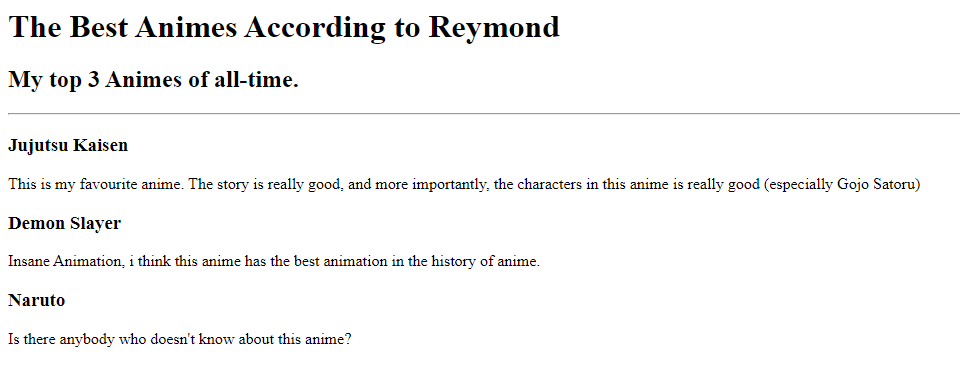 The Best Animes According to Reymond
My top 3 Animes of all-time.
Jujutsu Kaisen
This is my favourite anime. The story is really good, and more importantly, the characters in this anime is really good (especially Gojo Satoru)
Demon Slayer
Insane Animation, i think this anime has the best animation in the history of anime.
Naruto
Is there anybody who doesn't know about this anime?